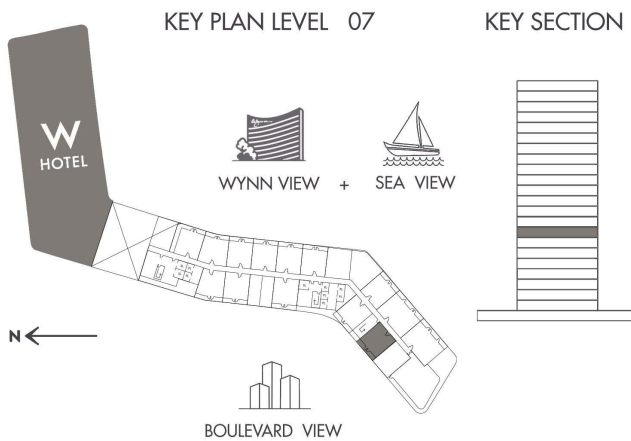 KEY PLAN LEVEL 07
KEY SECTION
W
HOTEL
WYNN VIEW + SEA VIEW
N
BOULEVARD VIEW